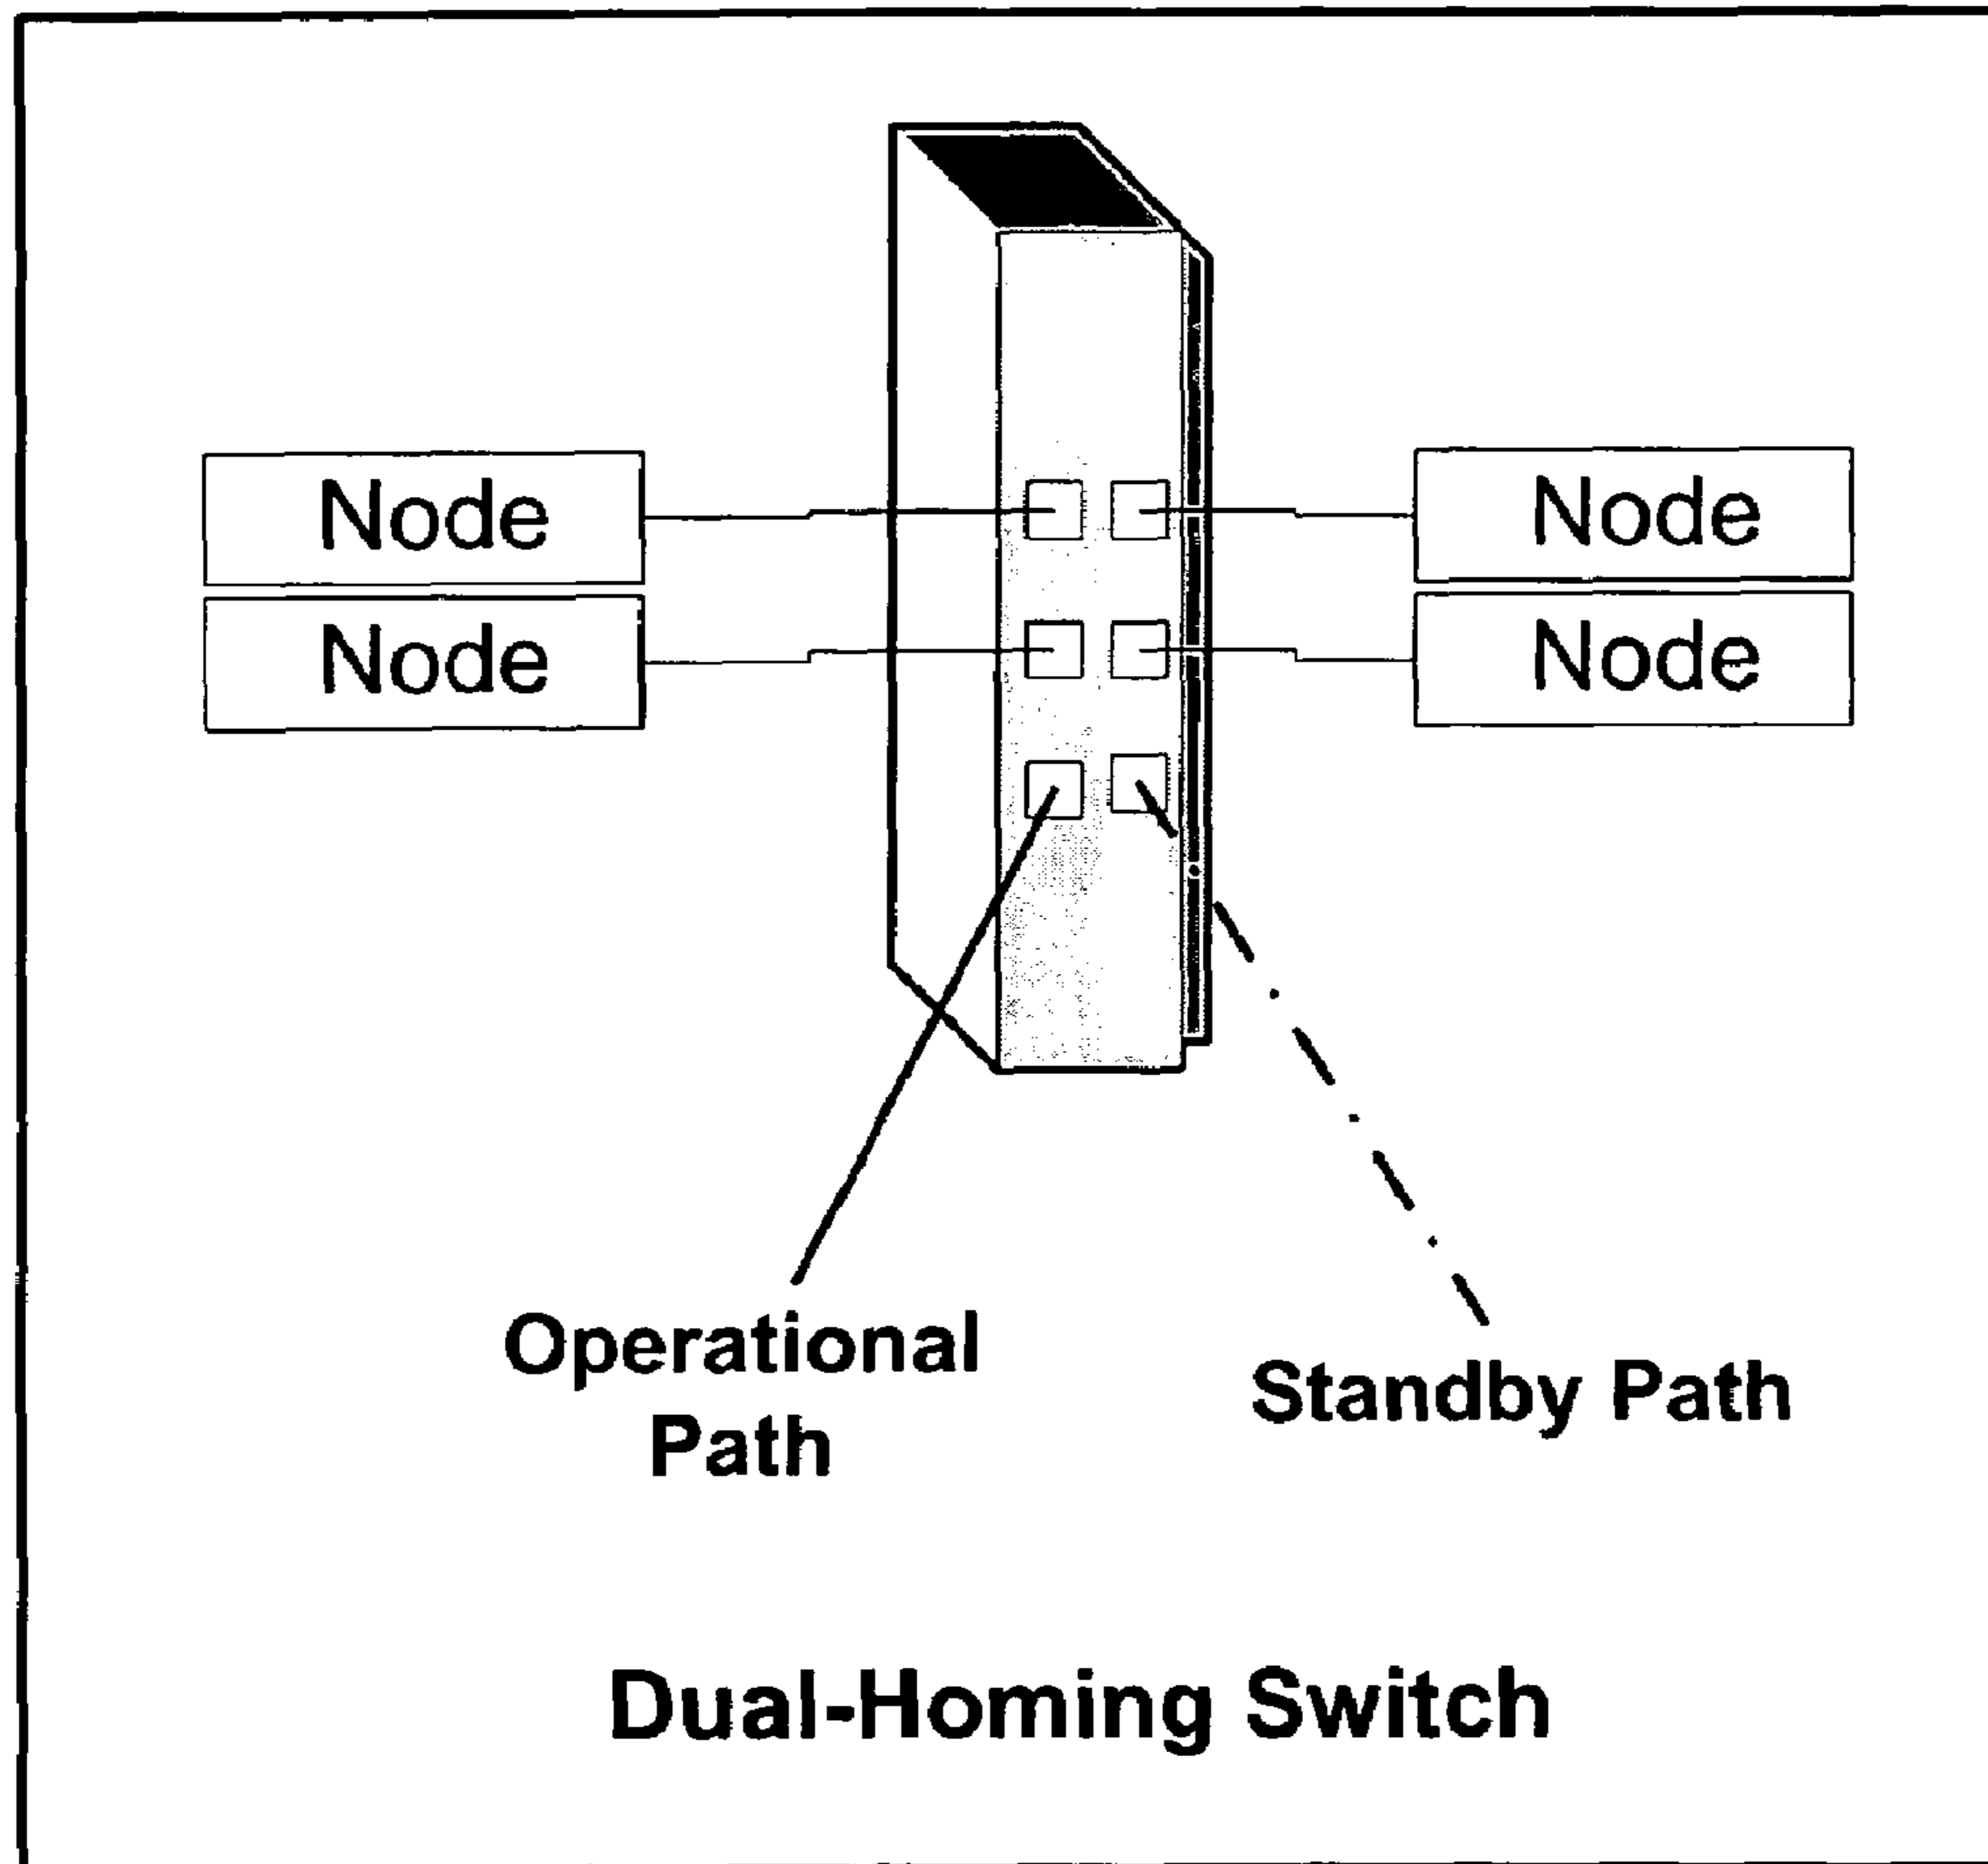 Node
Node
Node
Node
Operational
Path
Standby Path
Dual-Homing Switch